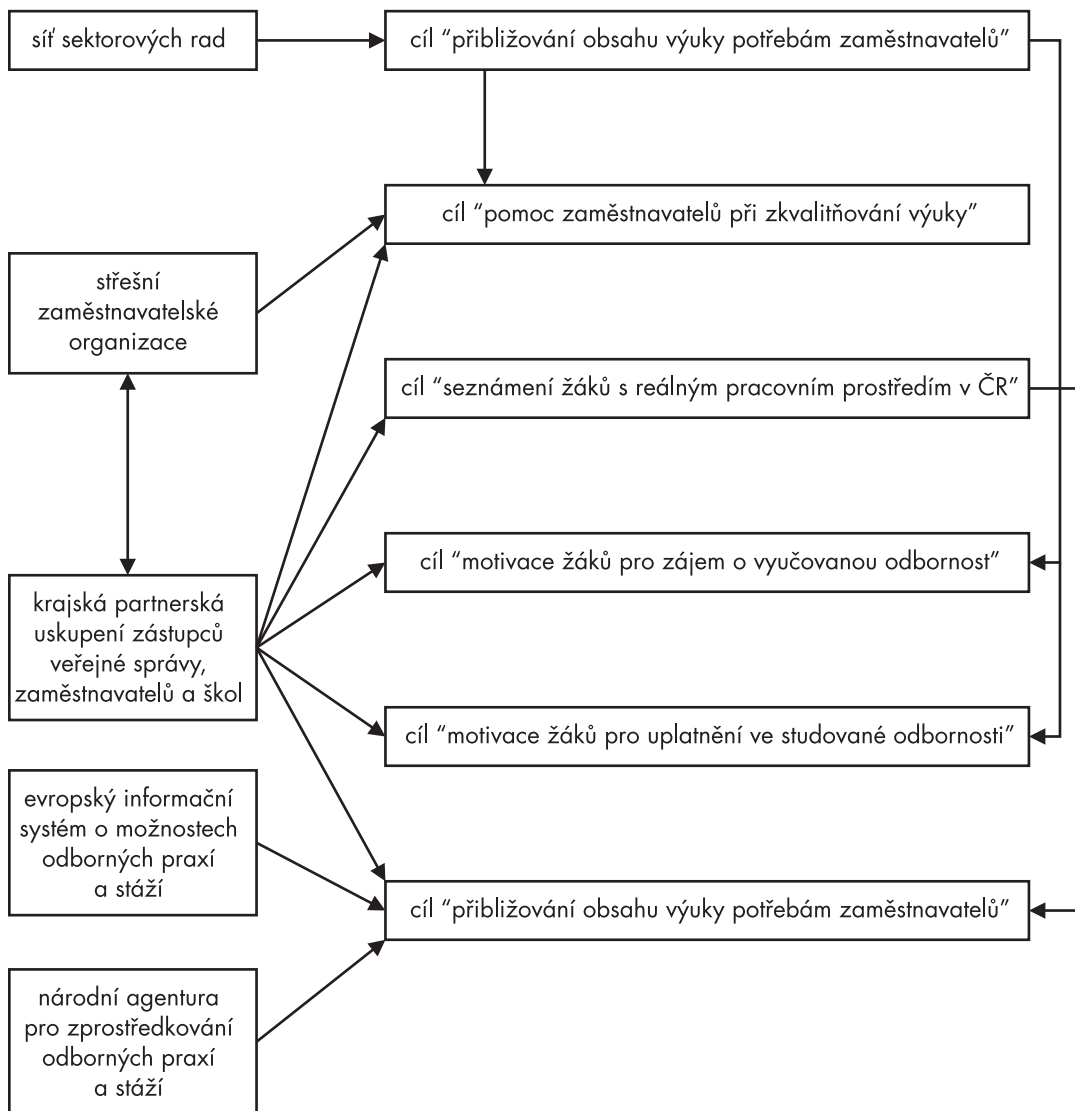 síť sektorových rad
cíl “přibližování obsahu výuky potřebám zaměstnavatelů”
cíl “pomoc zaměstnavatelů při zkvalitňování výuky”
střešní
zaměstnavatelské
organizace
cíl “seznámení žáků s reálným pracovním prostředím v ČR”
cíl “motivace žáků pro zájem o vyučovanou odbornost”
krajská partnerská
uskupení zástupců
veřejné správy,
zaměstnavatelů a škol
cíl “motivace žáků pro uplatnění ve studované odbornosti”
evropský informační
systém o možnostech
odborných praxí
a stáží
cíl “přibližování obsahu výuky potřebám zaměstnavatelů”
národní agentura
pro zprostředkování
odborných praxí
a stáží